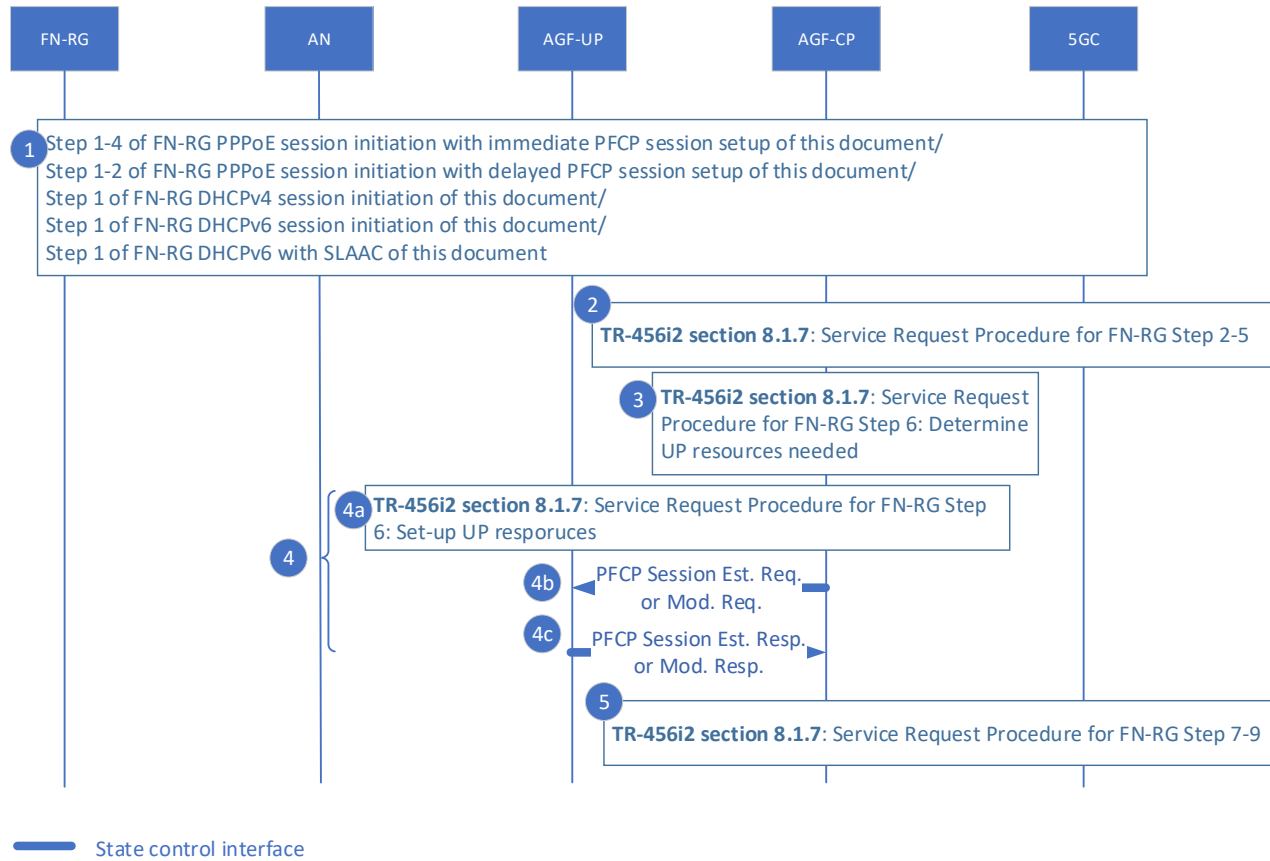 FN-RG
AN
AGF-UP
AGF-CP
5GC
1
Step 1-4 of FN-RG PPPoE session initiation with immediate PFCP session setup of this document/
Step 1-2 of FN-RG PPPoE session initiation with delayed PFCP session setup of this document/
Step 1 of FN-RG DHCPv4 session initiation of this document/
Step 1 of FN-RG DHCPv6 session initiation of this document/
Step 1 of FN-RG DHCPv6 with SLAAC of this document
2
TR-456i2 section 8.1.7: Service Request Procedure for FN-RG Step 2-5
3
TR-456i2 section 8.1.7: Service Request
Procedure for FN-RG Step 6: Determine
UP resources needed
4
4a
TR-456i2 section 8.1.7: Service Request Procedure for FN-RG Step
6: Set-up UP resporuces
4b
PFCP Session Est. Req.
or Mod. Req.
4c
PFCP Session Est. Resp.
or Mod. Resp.
5
TR-456i2 section 8.1.7: Service Request Procedure for FN-RG Step 7-9
State control interface